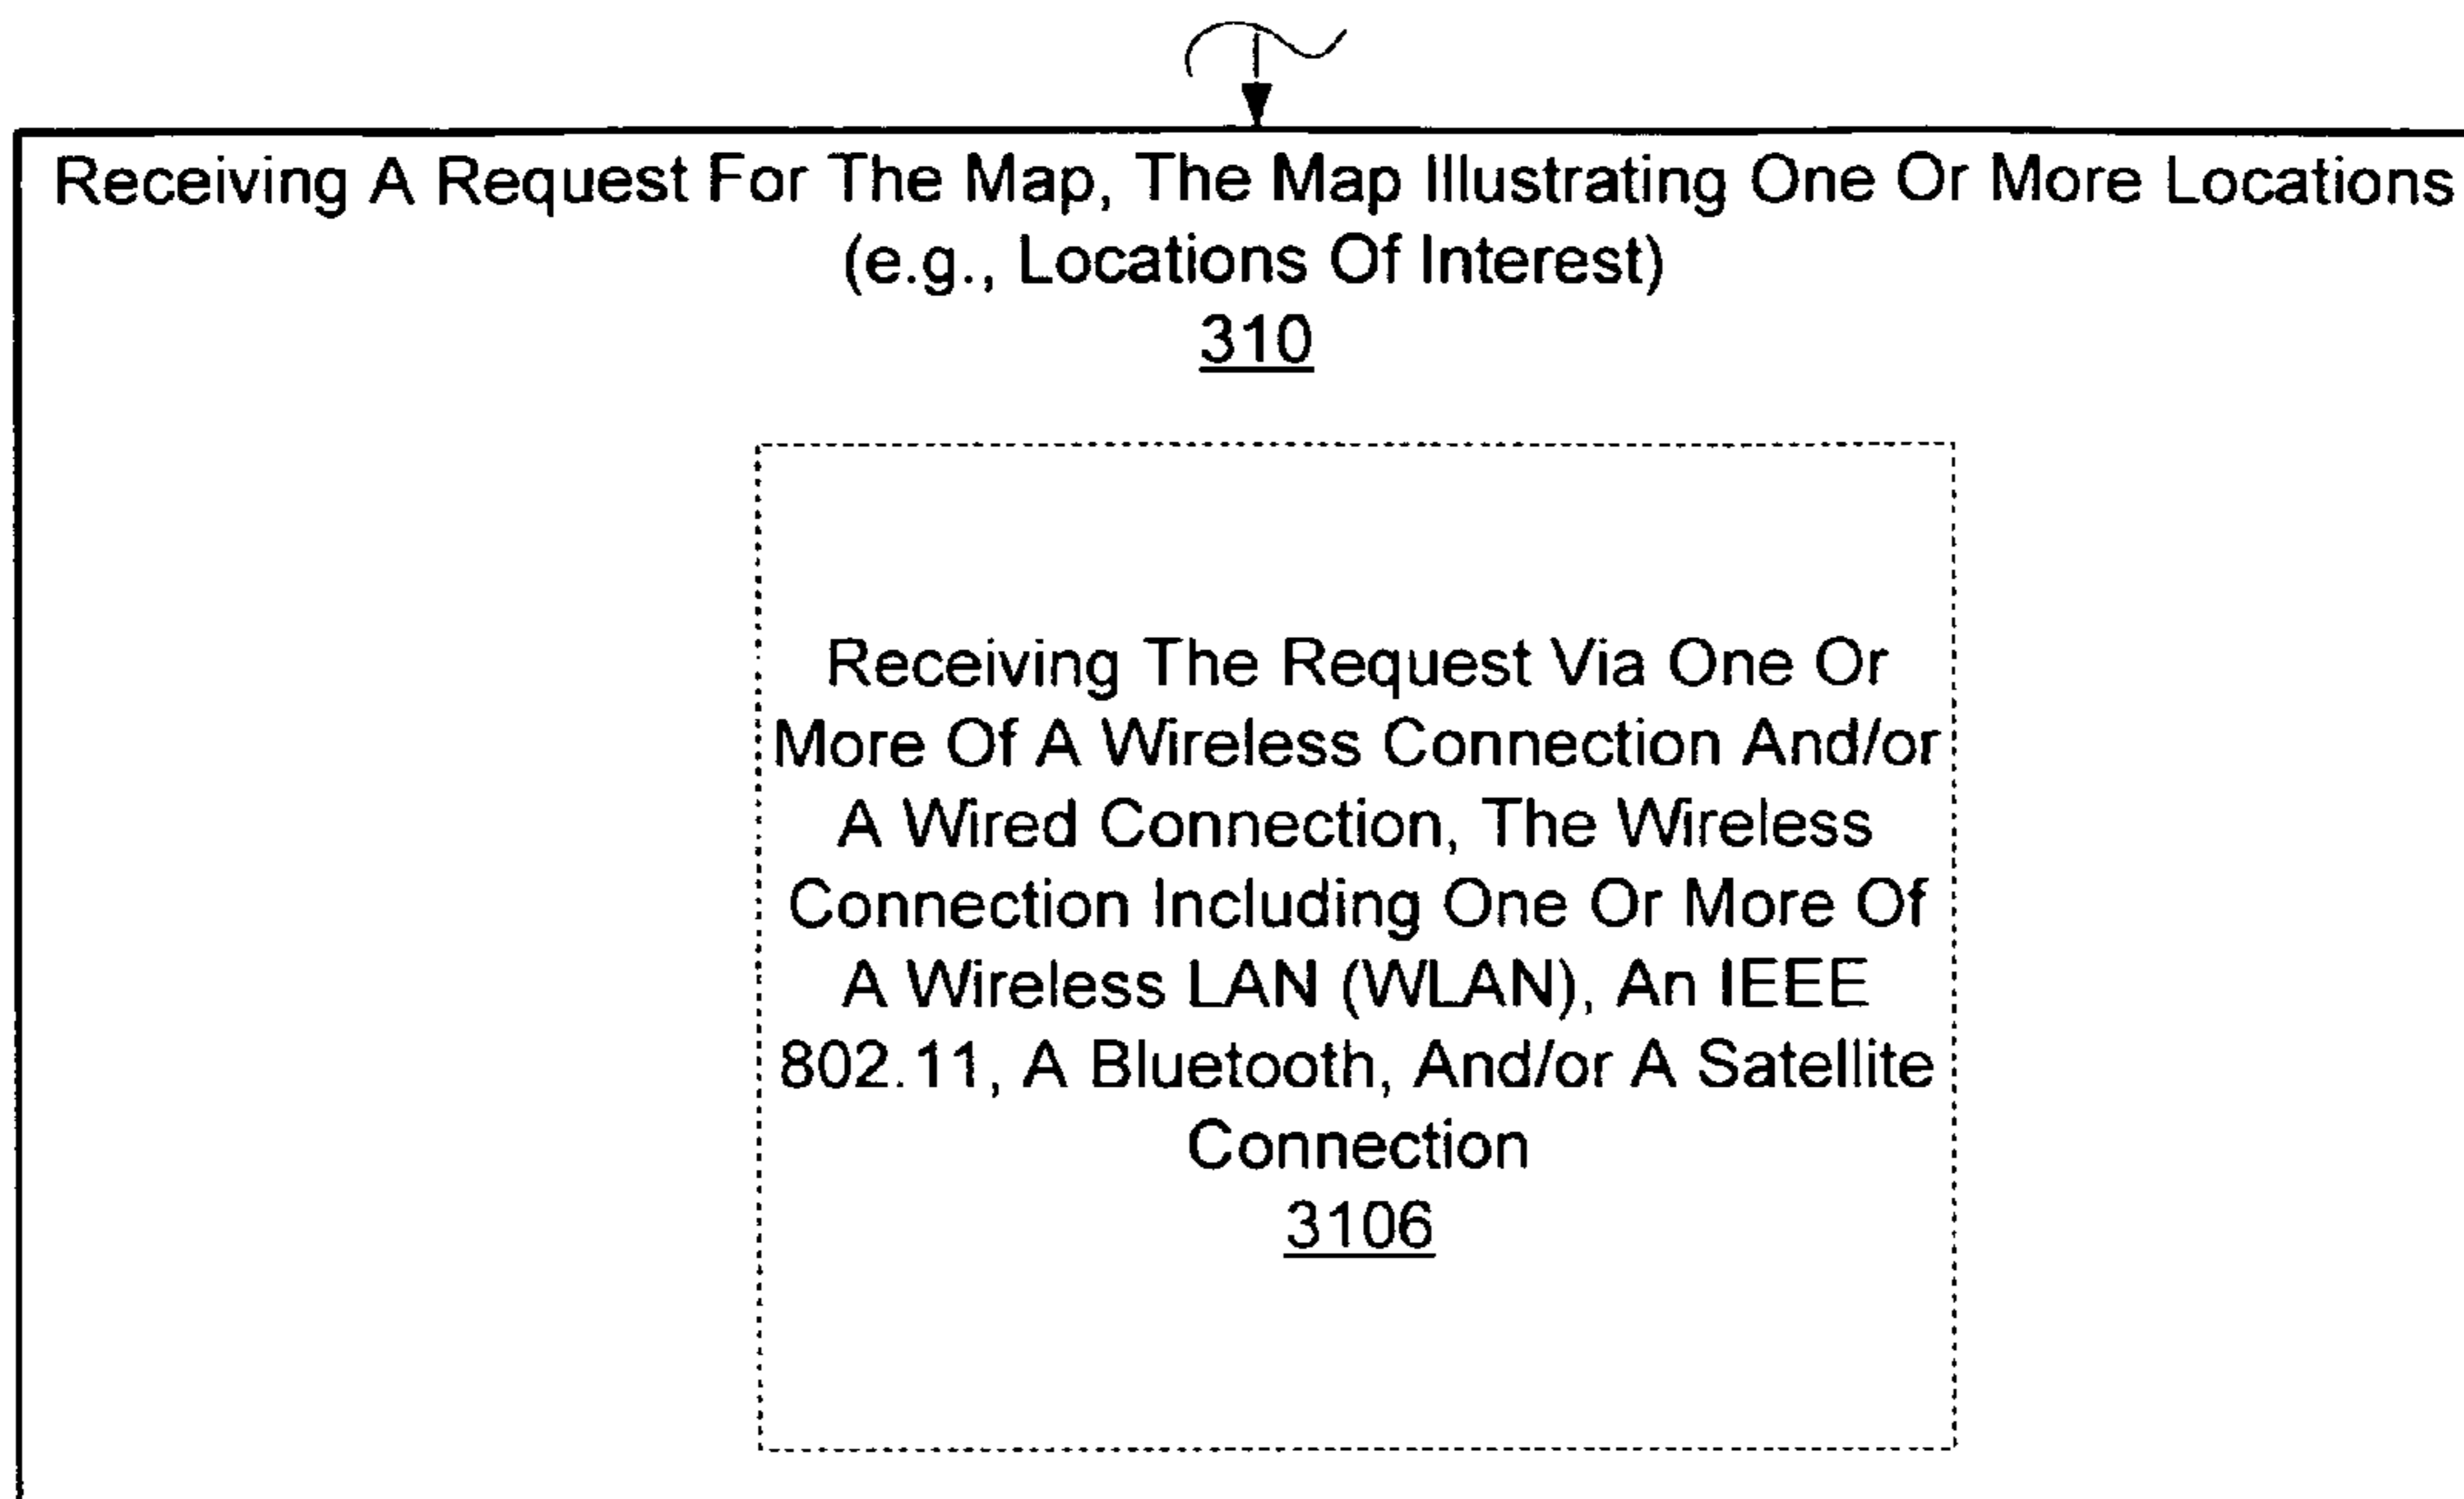 Receiving A Request For The Map, The Map Illustrating One Or More Locations
(e.g., Locations Of Interest)
310
Receiving The Request Via One Or
More Of A Wireless Connection And/or
A Wired Connection, The Wireless
Connection Including One Or More Of
A Wireless LAN (WLAN), An IEEE
802.11, A Bluetooth, And/or A Satellite
Connection
3106